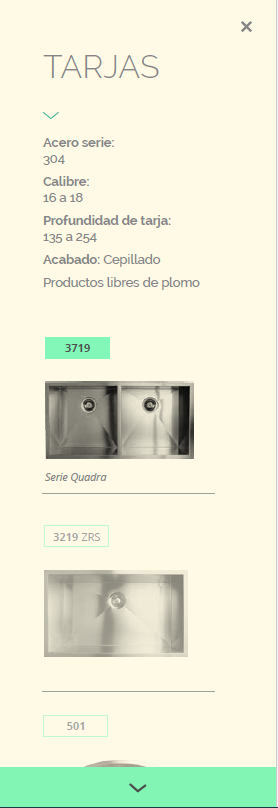 TARJAS
Acero serie:
304
Calibre:
16 a 18
Profundidad de tarja:
135 a 254
Acabado: Cepillado
Productos libres de plomo
3719
Serie Quadra
3219 ZRS
501